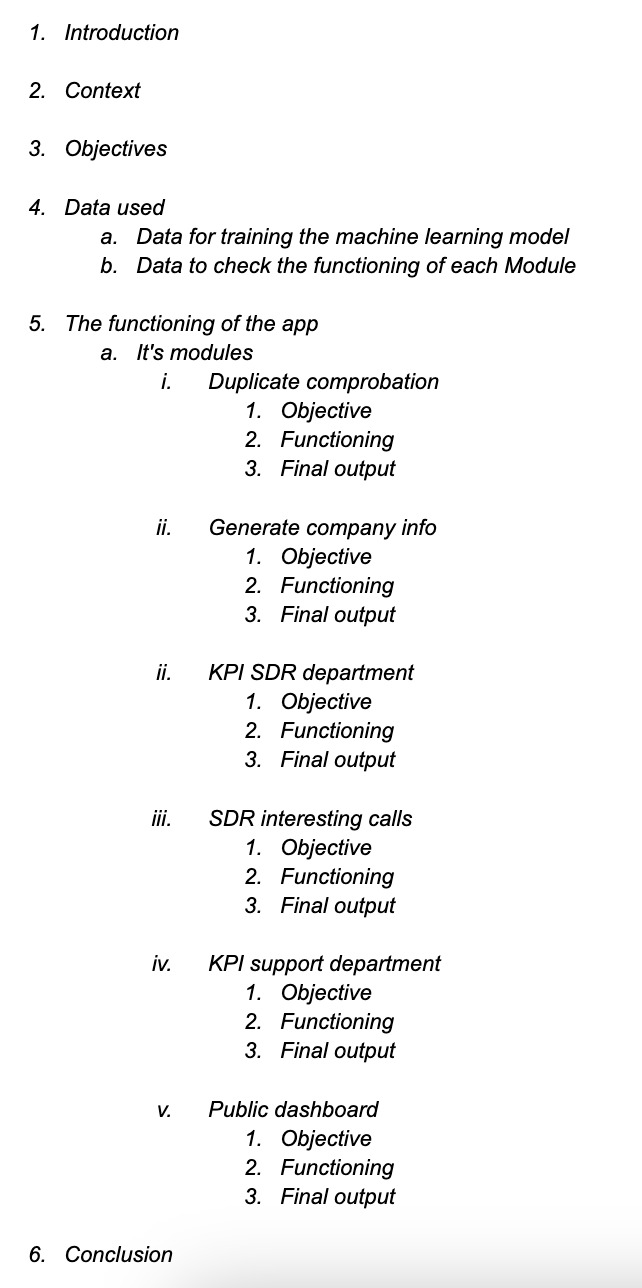 1. Introduction
2. Context
3. Objectives
4. Data used
a. Data for training the machine learning model
b. Data to check the functioning of each Module
5. The functioning of the app
a. It's modules
i. Duplicate comprobation
1. Objective
2. Functioning
3. Final output
ii. Generate company info
1. Objective
2. Functioning
3. Final output
ii. KPI SDR department
1. Objective
2. Functioning
3. Final output
iii. SDR interesting calls
1. Objective
2. Functioning
3. Final output
iv. KPI support department
1. Objective
2. Functioning
3. Final output
v. Public dashboard
1. Objective
2. Functioning
3. Final output
6. Conclusion